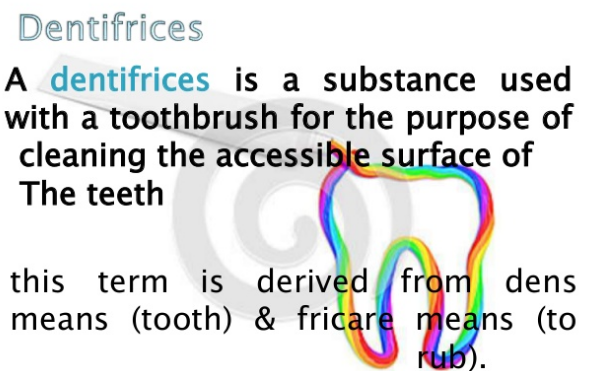 Dentifrices
A dentifrices is a substance used
with a toothbrush for the purpose of
cleaning the accessible surface of
The teeth
this term is derived from dens
means (tooth) & fricare means (to
rub).